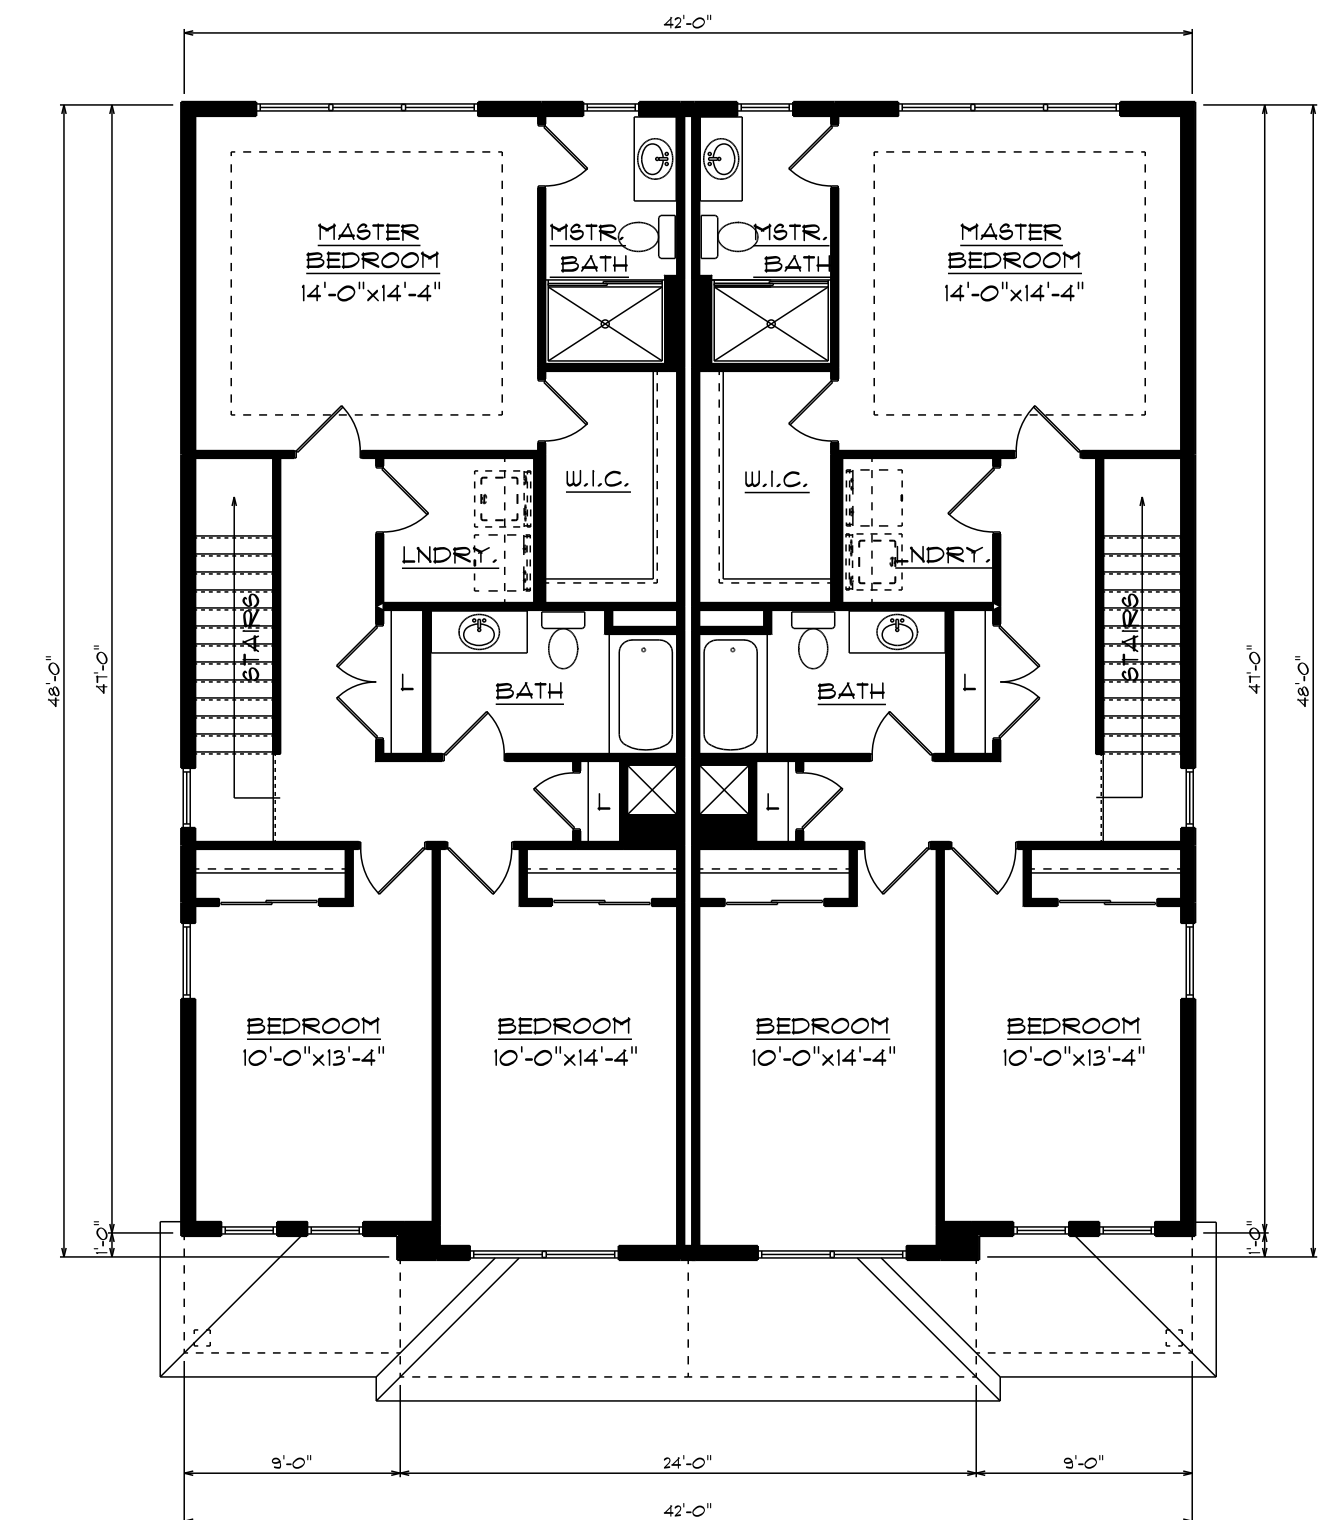 42'-0"
MASTER
BEDROOM
14'-0"x14'-4"
MSTR.
BATH
MSTR.
BATH
MASTER
BEDROOM
14'-0"x14'-4"
W.I.C.
W.I.C.
LNDRY.
LNDRY.
STAIRS
STAIRS
48'-0"
47'-0"
47'-0"
48'-0"
L
BATH
BATH
L
L
L
BEDROOM
10'-0"x13'-4"
BEDROOM
10'-0"x14'-4"
BEDROOM
10'-0"x14'-4"
BEDROOM
10'-0"x13'-4"
1'-0"
1'-0"
9'-0"
24'-0"
9'-0"
42'-0"